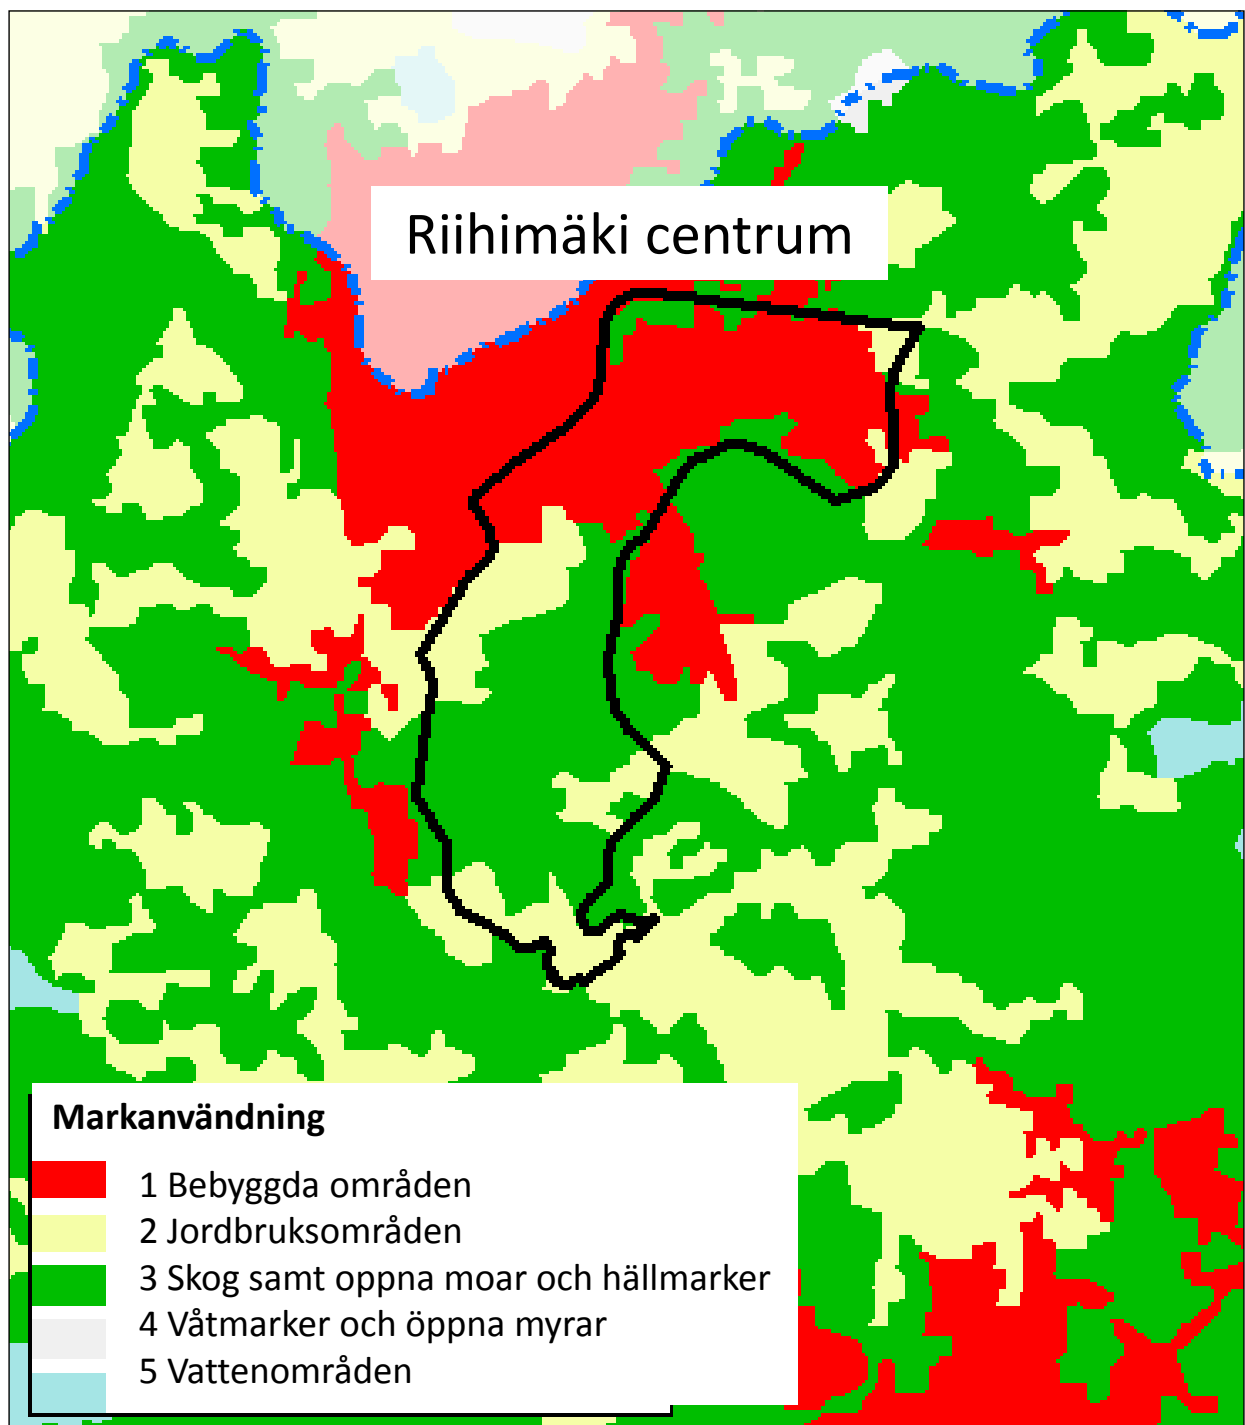 Riihimäki centrum
Markanvändning
1 Bebyggda områden
2 Jordbruksområden
3 Skog samt oppna moar och hällmarker
4 Våtmarker och öppna myrar
5 Vattenområden